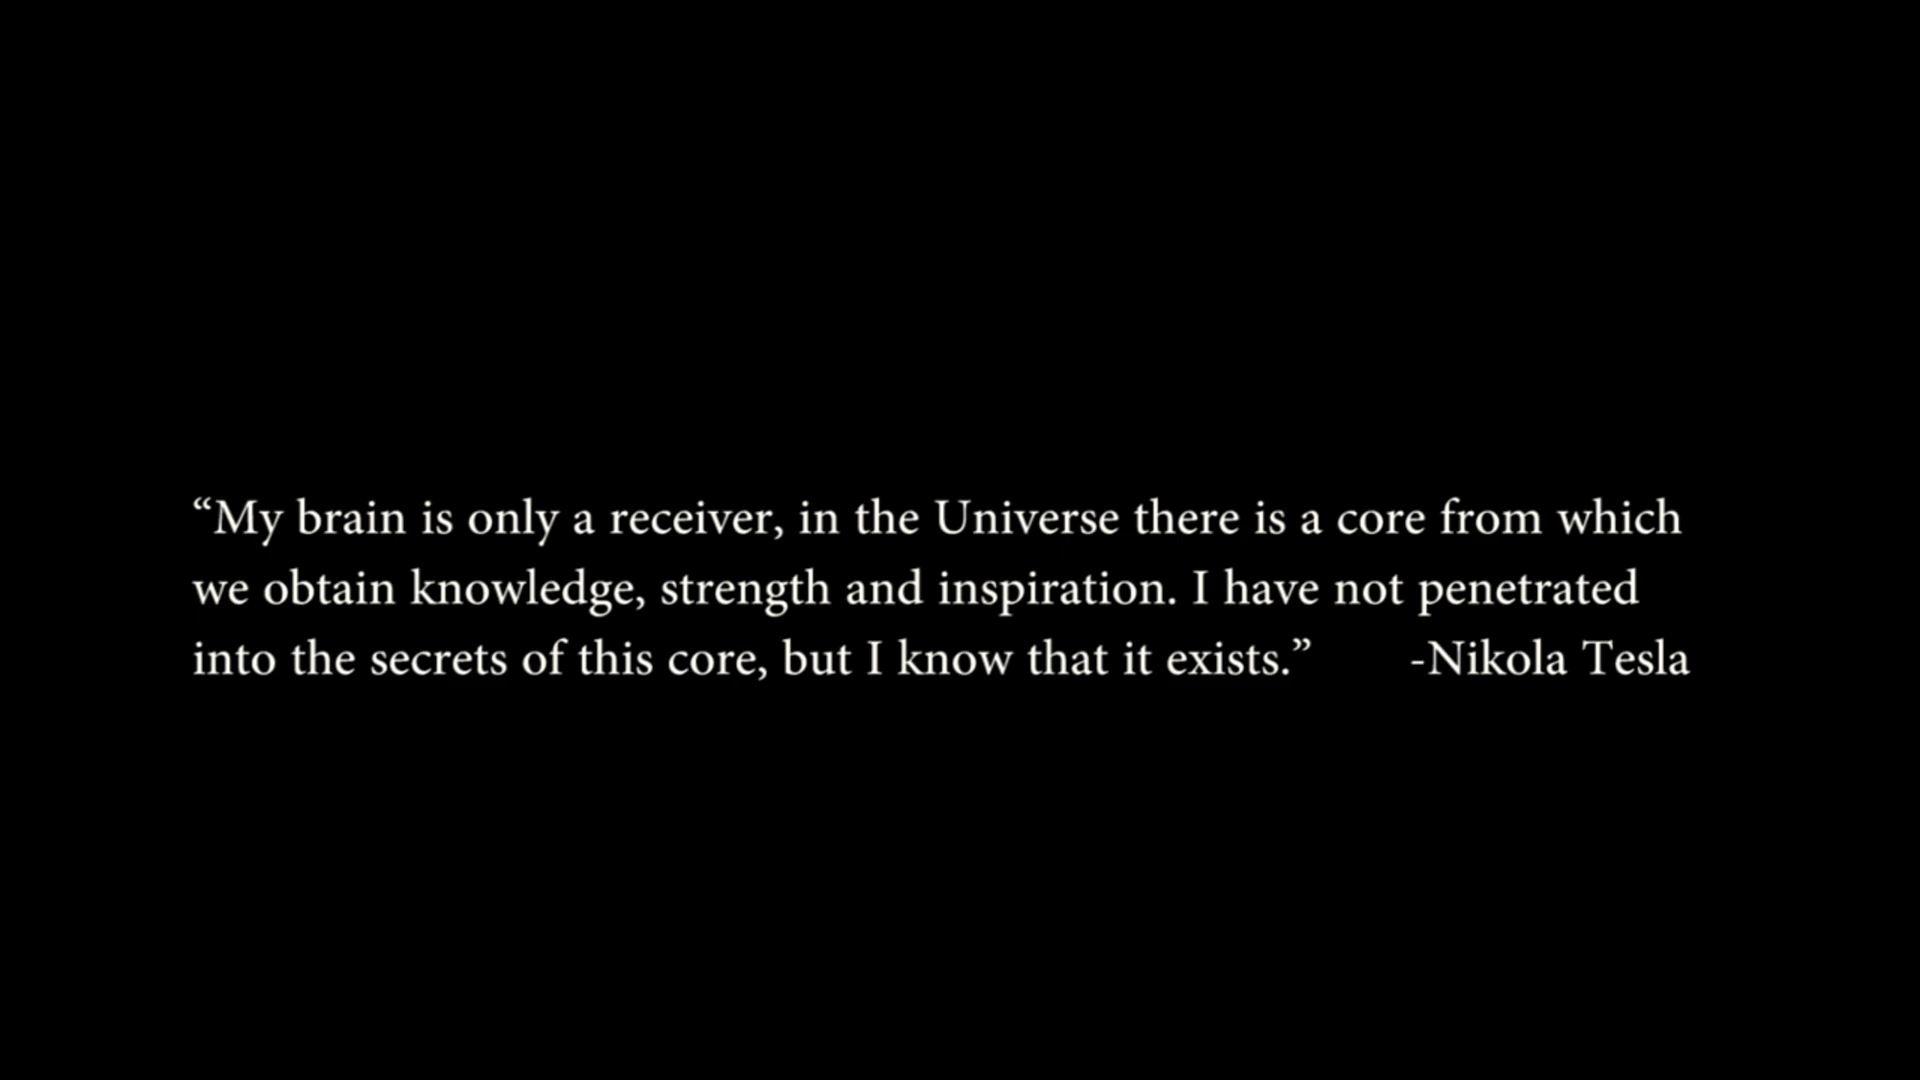 “My brain is only a receiver, in the Universe there is a core from which
we obtain knowledge, strength and inspiration. I have not penetrated
into the secrets of this core, but I know that it exists.” -Nikola Tesla